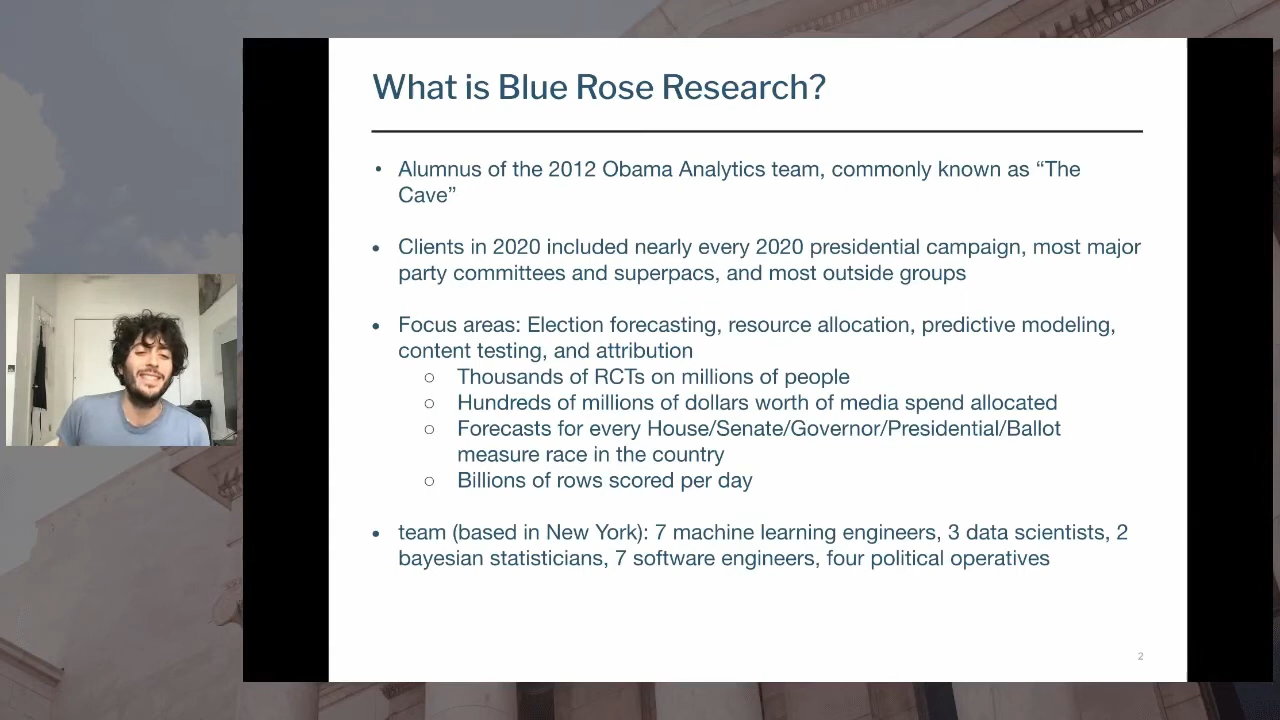 What is Blue Rose Research?
• Alumnus of the 2012 Obama Analytics team, commonly known as “The
Cave”
• Clients in 2020 included nearly every 2020 presidential campaign, most major
party committees and superpacs, and most outside groups
• Focus areas: Election forecasting, resource allocation, predictive modeling,
content testing, and attribution
○ Thousands of RCTs on millions of people
○ Hundreds of millions of dollars worth of media spend allocated
○ Forecasts for every House/Senate/Governor/Presidential/Ballot
measure race in the country
○ Billions of rows scored per day
• team (based in New York): 7 machine learning engineers, 3 data scientists, 2
bayesian statisticians, 7 software engineers, four political operatives
2